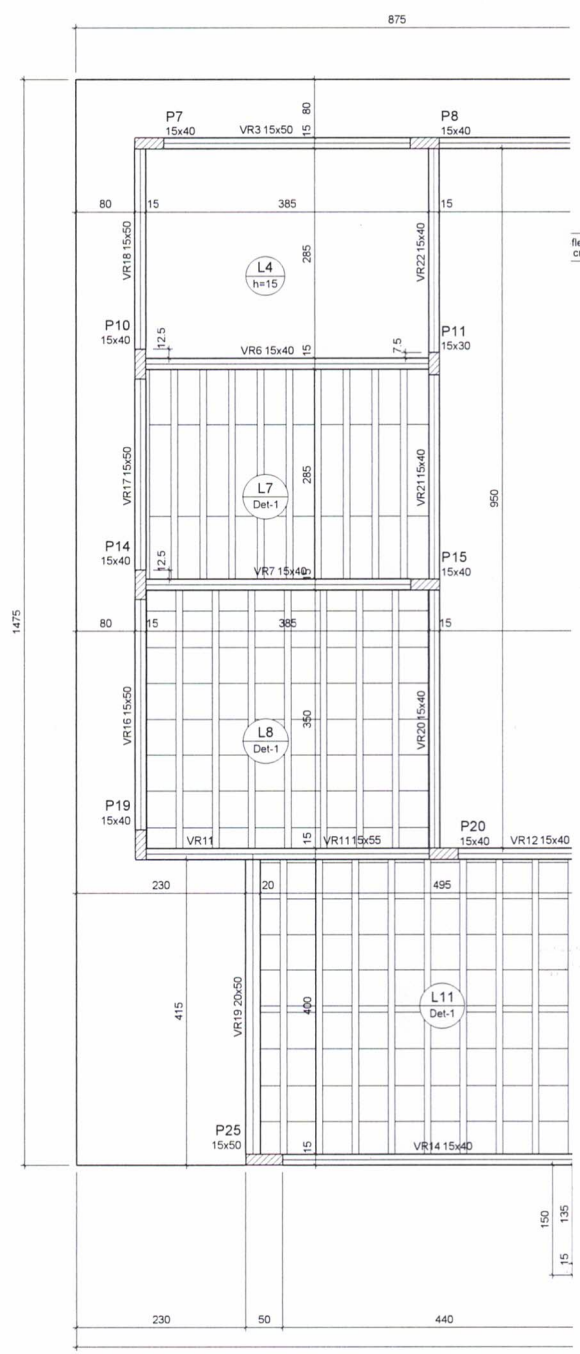 875
80
P7
P8
15x40
VR3 15x50
15
15x40
80
15
385
15
VR18 15x50
285
VR22 15x40
L4
h=15
P10
15x40
12.5
VR6 15x40
15
7.5
P11
15x30
VR17 15x50
285
VR21 15x40
L7
Det-1
950
P14
15x40
12.5
VR7 15x40
15
P15
15x40
1475
80
15
385
15
VR16 15x50
350
VR20 15x40
L8
Det-1
P19
15x40
VR11
15
VR11 15x55
P20
15x40
VR12 15x40
230
20
495
415
VR19 20x50
400
L11
Det-1
P25
15x50
15
VR14 15x40
150
135
15
230
50
440